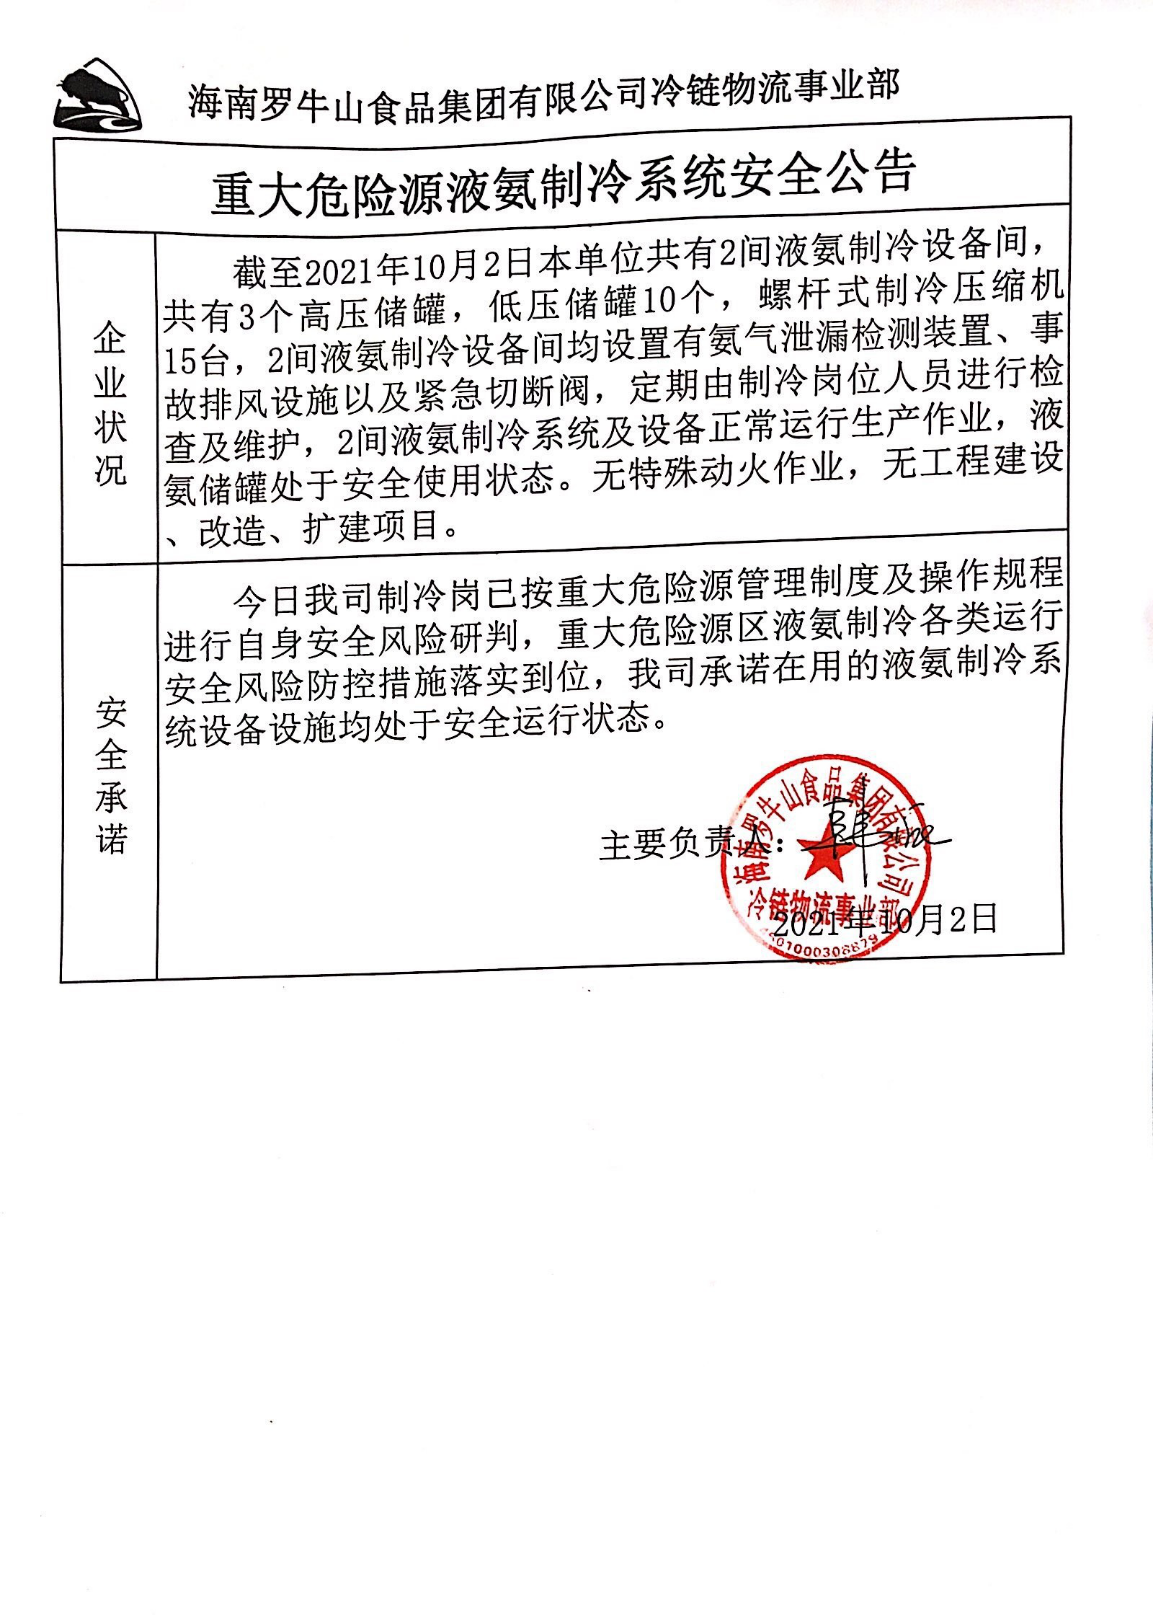 海南罗牛山食品集团有限公司冷链物流事业部
重大危险源液氨制冷系统安全公告
企业状况
截至2021年10月2日本单位共有2间液氨制冷设备间，
共有3个高压储罐，低压储罐10个，螺杆式制冷压缩机
15台，2间液氨制冷设备间均设置有氨气泄漏检测装置、事
故排风设施以及紧急切断阀，定期由制冷岗位人员进行检
查及维护，2间液氨制冷系统及设备正常运行生产作业，液
氨储罐处于安全使用状态。无特殊动火作业，无工程建设
、改造、扩建项目。
安全承诺
今日我司制冷岗已按重大危险源管理制度及操作规程
进行自身安全风险研判，重大危险源区液氨制冷各类运行
安全风险防控措施落实到位，我司承诺在用的液氨制冷系
统设备设施均处于安全运行状态。
主要负责人：
海南罗牛山食品集团有限公司
冷链物流事业部
2021年10月2日